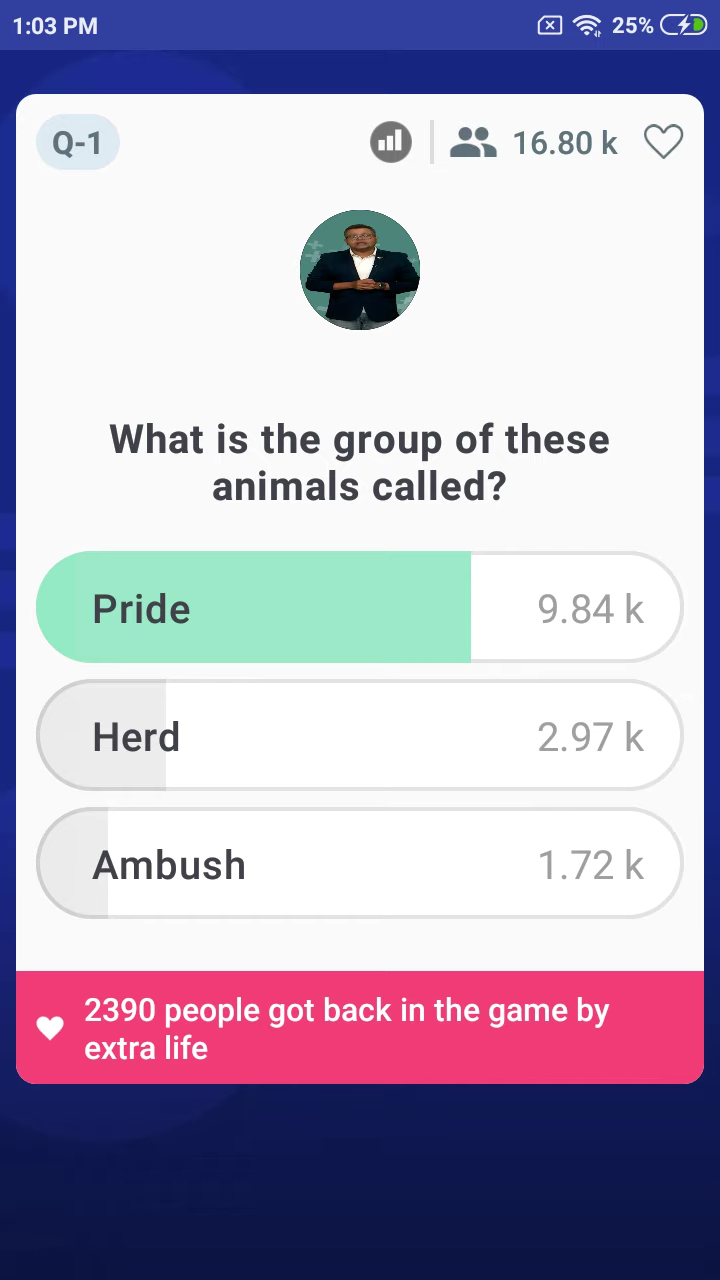 1:03 PM 25%
Q-1 16.80 k
What is the group of these
animals called?
Pride 9.84 k
Herd 2.97 k
Ambush 1.72 k
2390 people got back in the game by
extra life